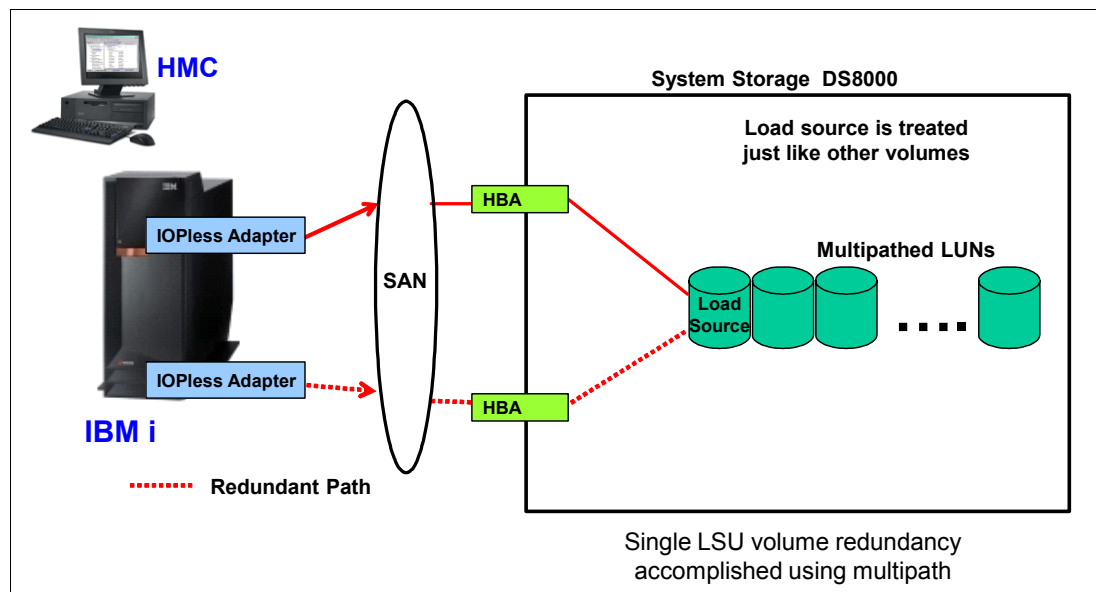 HMC
System Storage DS8000
Load source is treated
just like other volumes
IBM
IOPless Adapter
HBA
SAN
Multipathed LUNs
Load
Source
IOPless Adapter
HBA
IBM i
Redundant Path
Single LSU volume redundancy
accomplished using multipath